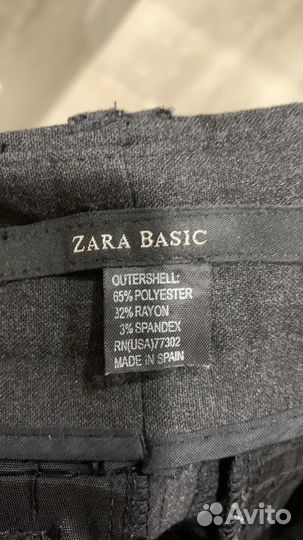 ZARA BASIC
OUTERSHELL:
65% POLYESTER
32% RAYON
3% SPANDEX
RN(USA)77302
MADE IN SPAIN
Avito